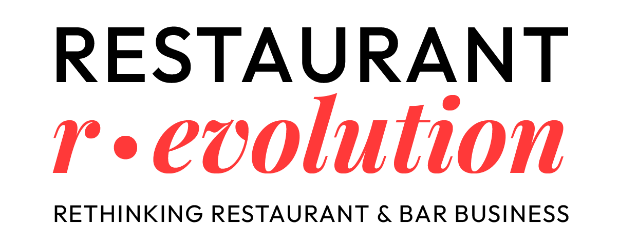 RESTAURANT
r•evolution
RETHINKING RESTAURANT & BAR BUSINESS